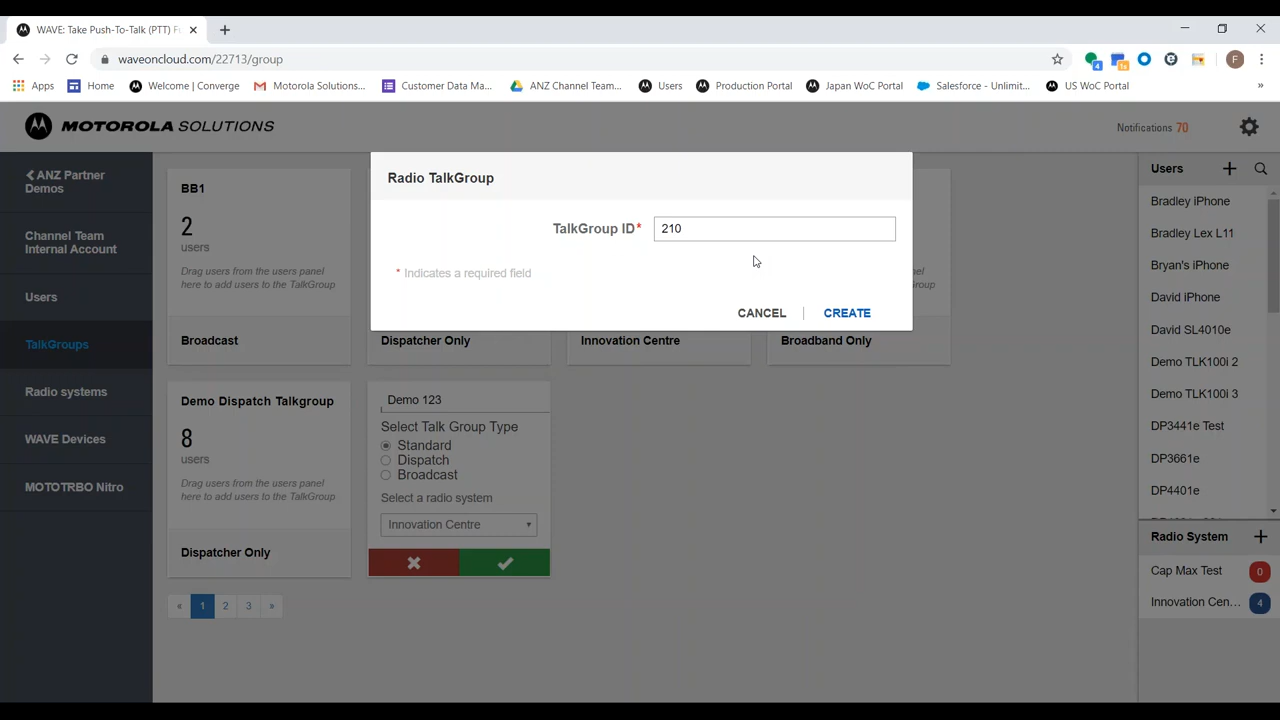 WAVE: Take Push-To-Talk (PTT) F
waveoncloud.com/22713/group
F
Apps
Home
Welcome | Converge
Motorola Solutions...
Customer Data Ma...
ANZ Channel Team...
Users
Production Portal
Japan WoC Portal
Salesforce - Unlimit...
US WoC Portal
»
MOTOROLA SOLUTIONS
Notifications 70
ANZ Partner
Demos
Channel Team
Internal Account
Users
TalkGroups
Radio systems
WAVE Devices
MOTOTRBO Nitro
BB1
2
users
Drag users from the users panel
here to add users to the TalkGroup
Broadcast
Radio TalkGroup
TalkGroup ID*
210
* Indicates a required field
CANCEL
CREATE
Dispatcher Only
Innovation Centre
Broadband Only
Demo Dispatch Talkgroup
8
users
Drag users from the users panel
here to add users to the TalkGroup
Dispatcher Only
Demo 123
Select Talk Group Type
Standard
Dispatch
Broadcast
Select a radio system
Innovation Centre
« 1 2 3 »
Users
Bradley iPhone
Bradley Lex L11
Bryan's iPhone
David iPhone
David SL4010e
Demo TLK100i 2
Demo TLK100i 3
DP3441e Test
DP3661e
DP4401e
Radio System
Cap Max Test 0
Innovation Cen... 4